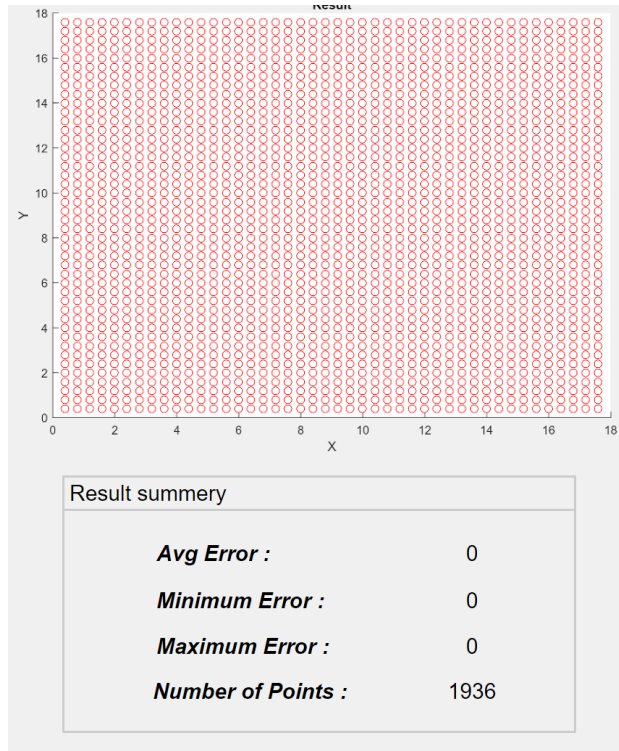 Result
18
16
14
12
10
8
6
4
2
0
Y
0 2 4 6 8 10 12 14 16 18
X
Result summery
Avg Error : 0
Minimum Error : 0
Maximum Error : 0
Number of Points : 1936